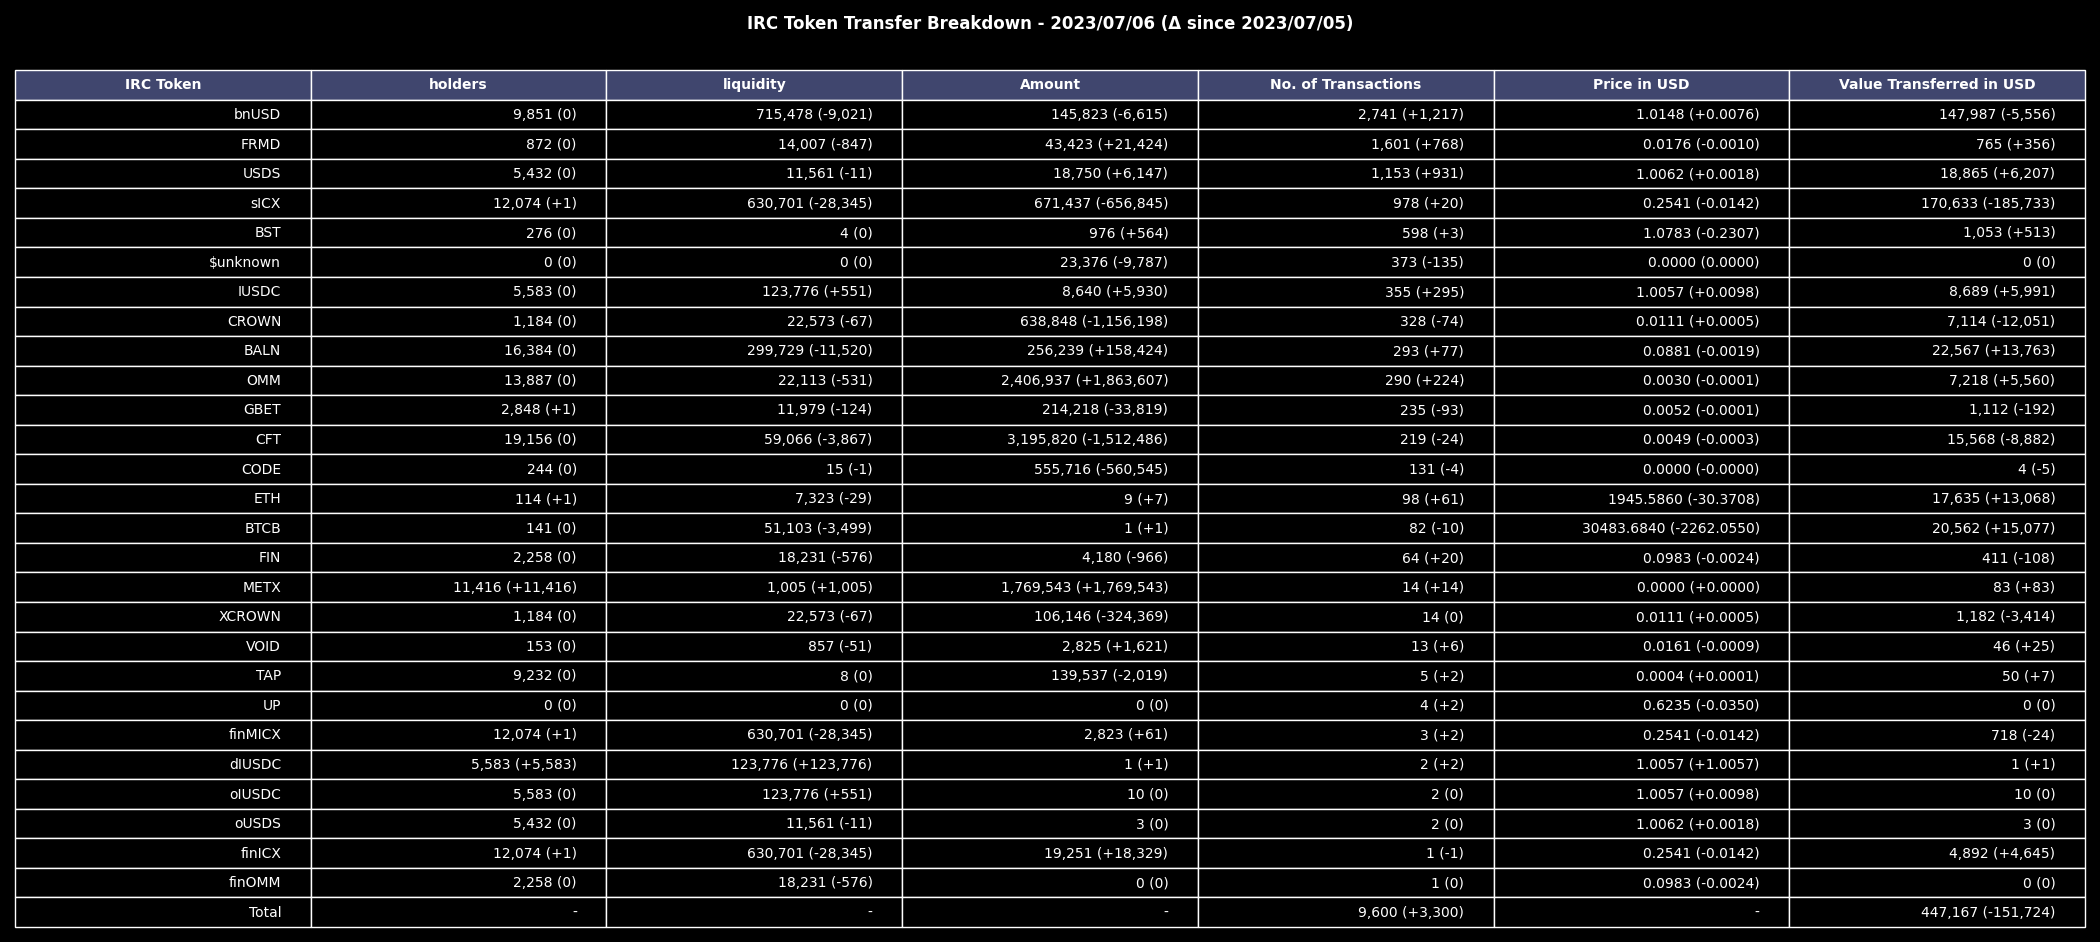 IRC Token Transfer Breakdown - 2023/07/06 (Δ since 2023/07/05)
IRC Token holders liquidity Amount No. of Transactions Price in USD Value Transferred in USD
bnUSD 9,851 (0) 715,478 (-9,021) 145,823 (-6,615) 2,741 (+1,217) 1.0148 (+0.0076) 147,987 (-5,556)
FRMD 872 (0) 14,007 (-847) 43,423 (+21,424) 1,601 (+768) 0.0176 (-0.0010) 765 (+356)
USDS 5,432 (0) 11,561 (-11) 18,750 (+6,147) 1,153 (+931) 1.0062 (+0.0018) 18,865 (+6,207)
sICX 12,074 (+1) 630,701 (-28,345) 671,437 (-656,845) 978 (+20) 0.2541 (-0.0142) 170,633 (-185,733)
BST 276 (0) 4 (0) 976 (+564) 598 (+3) 1.0783 (-0.2307) 1,053 (+513)
$unknown 0 (0) 0 (0) 23,376 (-9,787) 373 (-135) 0.0000 (0.0000) 0 (0)
IUSDC 5,583 (0) 123,776 (+551) 8,640 (+5,930) 355 (+295) 1.0057 (+0.0098) 8,689 (+5,991)
CROWN 1,184 (0) 22,573 (-67) 638,848 (-1,156,198) 328 (-74) 0.0111 (+0.0005) 7,114 (-12,051)
BALN 16,384 (0) 299,729 (-11,520) 256,239 (+158,424) 293 (+77) 0.0881 (-0.0019) 22,567 (+13,763)
OMM 13,887 (0) 22,113 (-531) 2,406,937 (+1,863,607) 290 (+224) 0.0030 (-0.0001) 7,218 (+5,560)
GBET 2,848 (+1) 11,979 (-124) 214,218 (-33,819) 235 (-93) 0.0052 (-0.0001) 1,112 (-192)
CFT 19,156 (0) 59,066 (-3,867) 3,195,820 (-1,512,486) 219 (-24) 0.0049 (-0.0003) 15,568 (-8,882)
CODE 244 (0) 15 (-1) 555,716 (-560,545) 131 (-4) 0.0000 (-0.0000) 4 (-5)
ETH 114 (+1) 7,323 (-29) 9 (+7) 98 (+61) 1945.5860 (-30.3708) 17,635 (+13,068)
BTCB 141 (0) 51,103 (-3,499) 1 (+1) 82 (-10) 30483.6840 (-2262.0550) 20,562 (+15,077)
FIN 2,258 (0) 18,231 (-576) 4,180 (-966) 64 (+20) 0.0983 (-0.0024) 411 (-108)
METX 11,416 (+11,416) 1,005 (+1,005) 1,769,543 (+1,769,543) 14 (+14) 0.0000 (+0.0000) 83 (+83)
XCROWN 1,184 (0) 22,573 (-67) 106,146 (-324,369) 14 (0) 0.0111 (+0.0005) 1,182 (-3,414)
VOID 153 (0) 857 (-51) 2,825 (+1,621) 13 (+6) 0.0161 (-0.0009) 46 (+25)
TAP 9,232 (0) 8 (0) 139,537 (-2,019) 5 (+2) 0.0004 (+0.0001) 50 (+7)
UP 0 (0) 0 (0) 0 (0) 4 (+2) 0.6235 (-0.0350) 0 (0)
finMICX 12,074 (+1) 630,701 (-28,345) 2,823 (+61) 3 (+2) 0.2541 (-0.0142) 718 (-24)
dIUSDC 5,583 (+5,583) 123,776 (+123,776) 1 (+1) 2 (+2) 1.0057 (+1.0057) 1 (+1)
oIUSDC 5,583 (0) 123,776 (+551) 10 (0) 2 (0) 1.0057 (+0.0098) 10 (0)
oUSDS 5,432 (0) 11,561 (-11) 3 (0) 2 (0) 1.0062 (+0.0018) 3 (0)
finICX 12,074 (+1) 630,701 (-28,345) 19,251 (+18,329) 1 (-1) 0.2541 (-0.0142) 4,892 (+4,645)
finOMM 2,258 (0) 18,231 (-576) 0 (0) 1 (0) 0.0983 (-0.0024) 0 (0)
Total - - - 9,600 (+3,300) - 447,167 (-151,724)